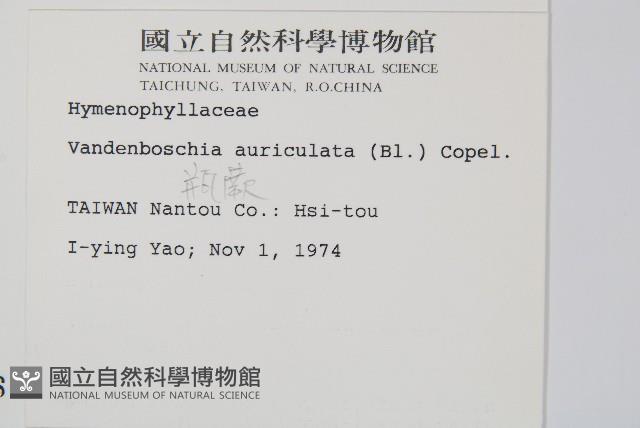 國立自然科學博物館
NATIONAL MUSEUM OF NATURAL SCIENCE
TAICHUNG, TAIWAN, R.O.CHINA
Hymenophyllaceae
Vandenboschia auriculata (Bl.) Copel.
瓶蕨
TAIWAN Nantou Co.: Hsi-tou
I-ying Yao; Nov 1, 1974
S
國立自然科學博物館
NATIONAL MUSEUM OF NATURAL SCIENCE